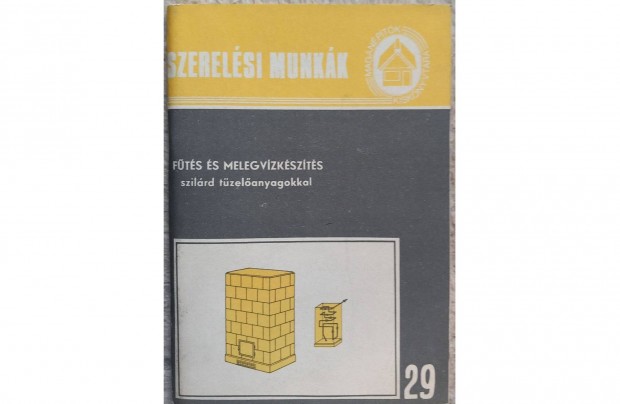 SZERELÉSI MUNKÁK
FŰTÉS ÉS MELEGVÍZKÉSZÍTÉS
szilárd tüzelőanyagokkal
29